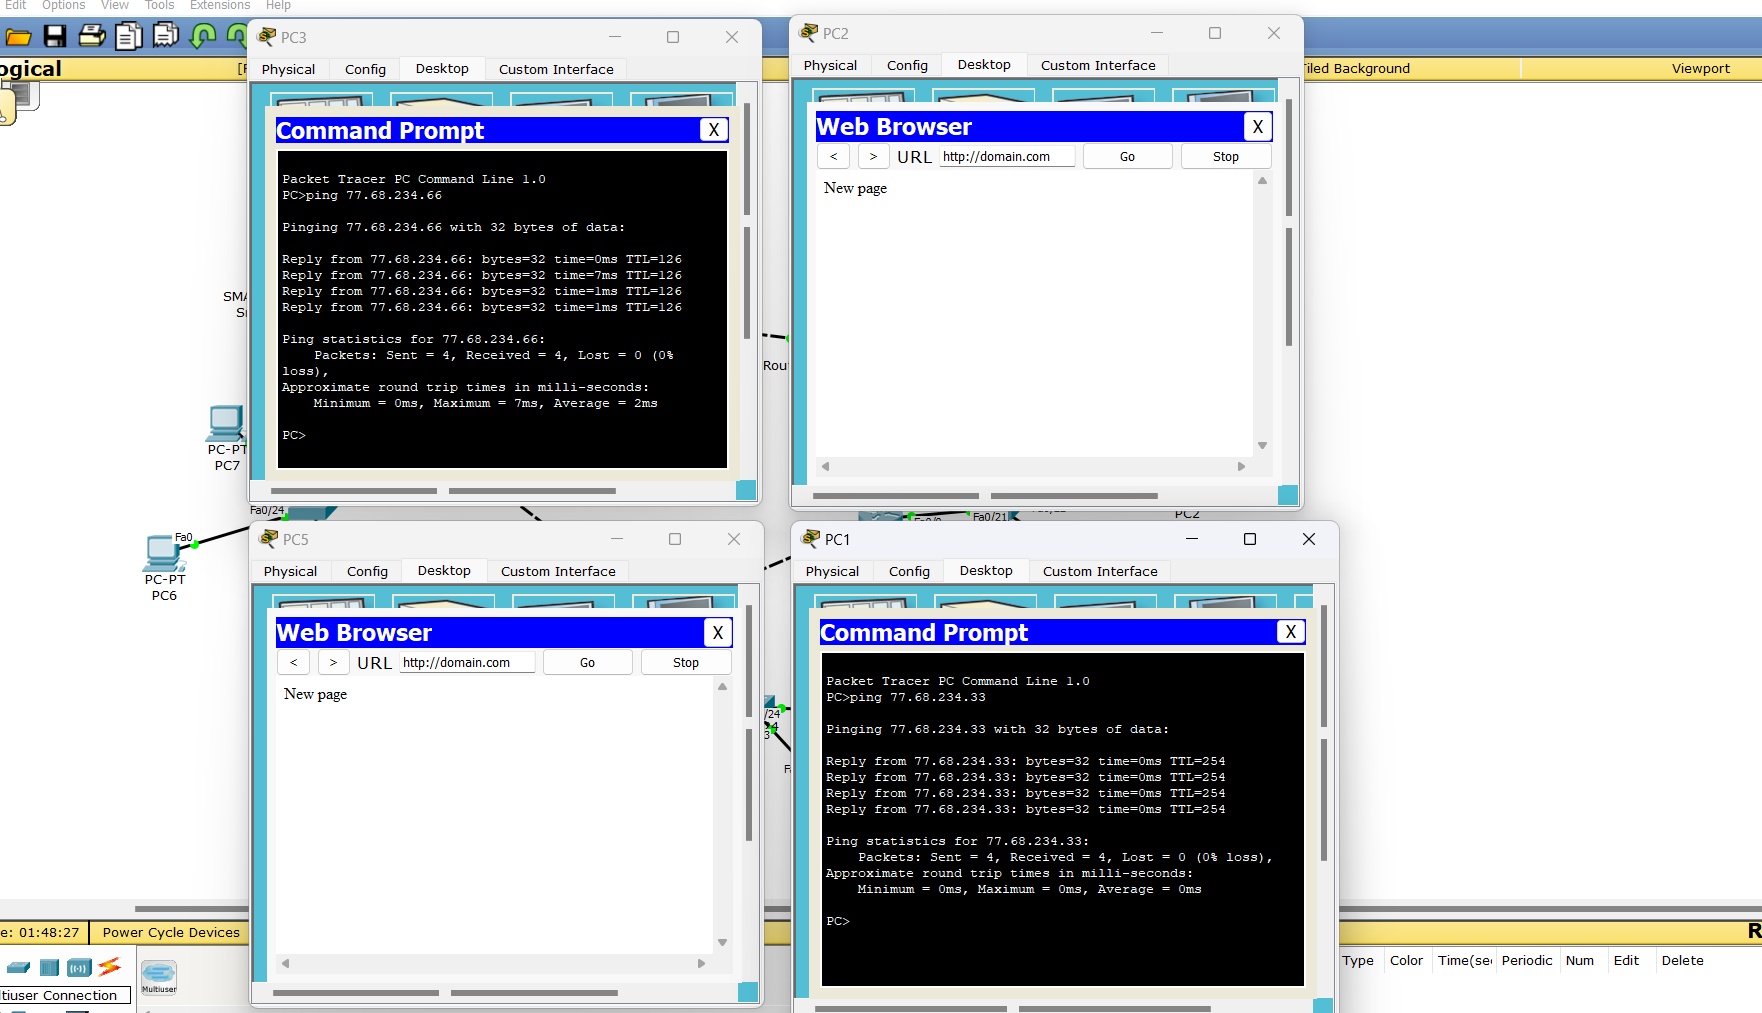 Edit Options View Tools Extensions Help
ogical
Tiled Background
Viewport
PC3
Physical Config Desktop Custom Interface
Command Prompt X
Packet Tracer PC Command Line 1.0
PC>ping 77.68.234.66
Pinging 77.68.234.66 with 32 bytes of data:
Reply from 77.68.234.66: bytes=32 time=0ms TTL=126
Reply from 77.68.234.66: bytes=32 time=7ms TTL=126
Reply from 77.68.234.66: bytes=32 time=1ms TTL=126
Reply from 77.68.234.66: bytes=32 time=1ms TTL=126
Ping statistics for 77.68.234.66:
Packets: Sent = 4, Received = 4, Lost = 0 (0%
loss),
Approximate round trip times in milli-seconds:
Minimum = 0ms, Maximum = 7ms, Average = 2ms
PC>
PC2
Physical Config Desktop Custom Interface
Web Browser X
< > URL http://domain.com Go Stop
New page
SMA
Rou
PC-PT
PC7
Fa0/24
Fa0/21
PC2
Fa0
PC-PT
PC6
PC5
Physical Config Desktop Custom Interface
Web Browser X
< > URL http://domain.com Go Stop
New page
/24
PC1
Physical Config Desktop Custom Interface
Command Prompt X
Packet Tracer PC Command Line 1.0
PC>ping 77.68.234.33
Pinging 77.68.234.33 with 32 bytes of data:
Reply from 77.68.234.33: bytes=32 time=0ms TTL=254
Reply from 77.68.234.33: bytes=32 time=0ms TTL=254
Reply from 77.68.234.33: bytes=32 time=0ms TTL=254
Reply from 77.68.234.33: bytes=32 time=0ms TTL=254
Ping statistics for 77.68.234.33:
Packets: Sent = 4, Received = 4, Lost = 0 (0% loss),
Approximate round trip times in milli-seconds:
Minimum = 0ms, Maximum = 0ms, Average = 0ms
PC>
e: 01:48:27 Power Cycle Devices
Type Color Time(sec Periodic Num Edit Delete
Multiuser
ltiuser Connection